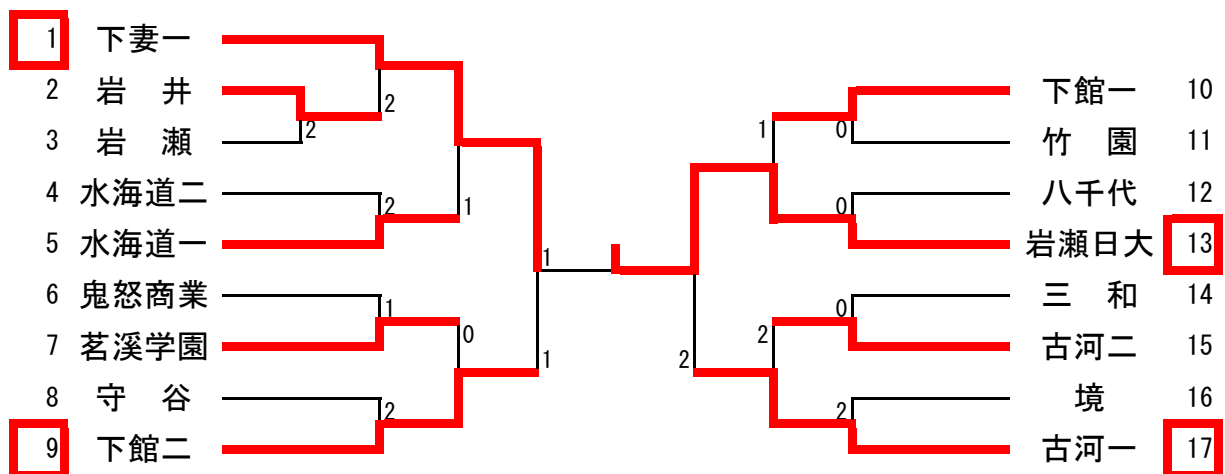 1 下妻一
2 岩　井
2
下館一 10
2
1
0
3 岩　瀬
竹　園 11
4 水海道二
八千代 12
2
1
0
5 水海道一
岩瀬日大 13
1
6 鬼怒商業
三　和 14
1
0
7 茗溪学園
0
2
古河二 15
1
2
8 守　谷
境 16
2
2
9 下館二
古河一 17